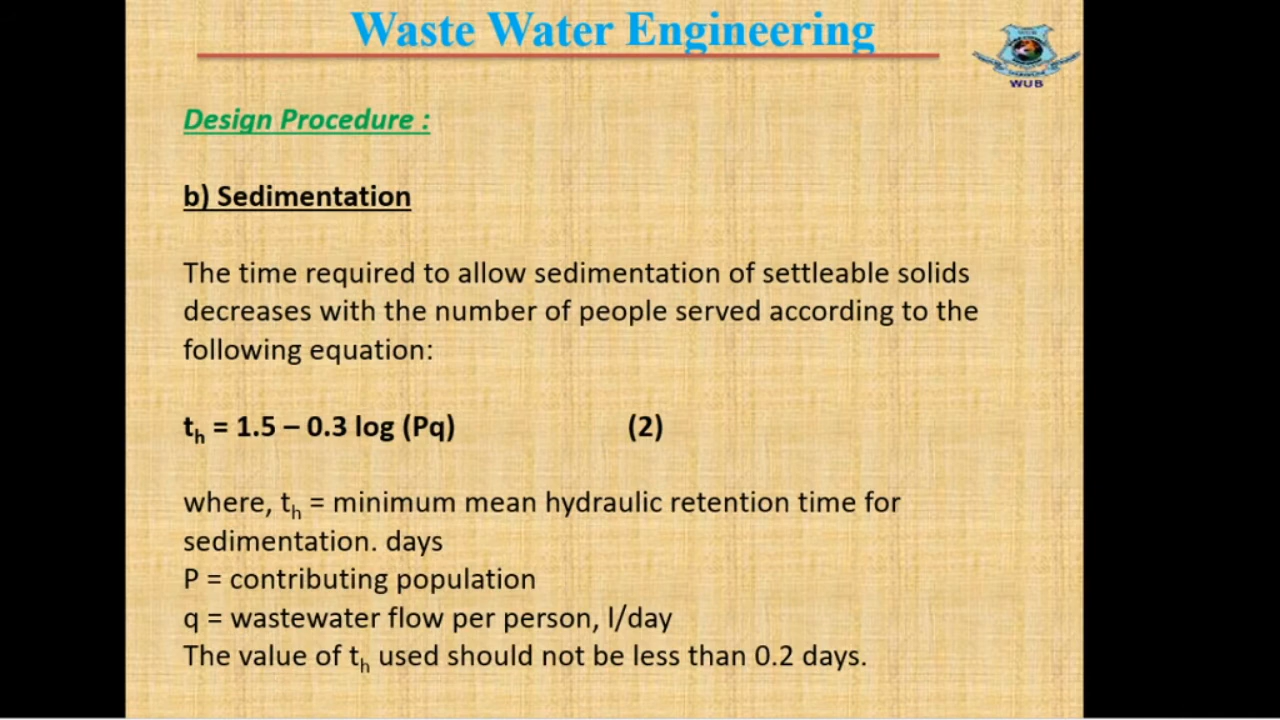 Waste Water Engineering
WUB
Design Procedure :
b) Sedimentation
The time required to allow sedimentation of settleable solids
decreases with the number of people served according to the
following equation:
th = 1.5 – 0.3 log (Pq) (2)
where, th = minimum mean hydraulic retention time for
sedimentation. days
P = contributing population
q = wastewater flow per person, l/day
The value of th used should not be less than 0.2 days.